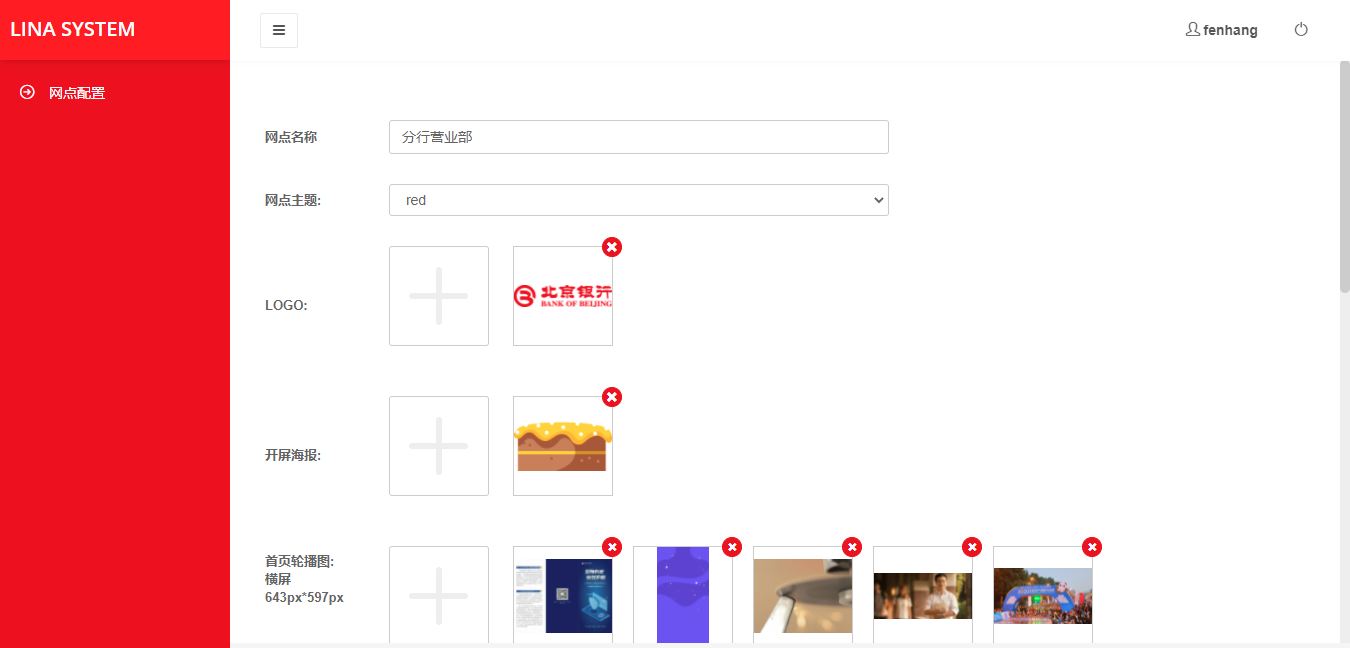 LINA SYSTEM
fenhang
网点配置
网点名称
分行营业部
网点主题:
red
LOGO:
北京银行
BANK OF BEIJING
开屏海报:
首页轮播图:
横屏
643px*597px